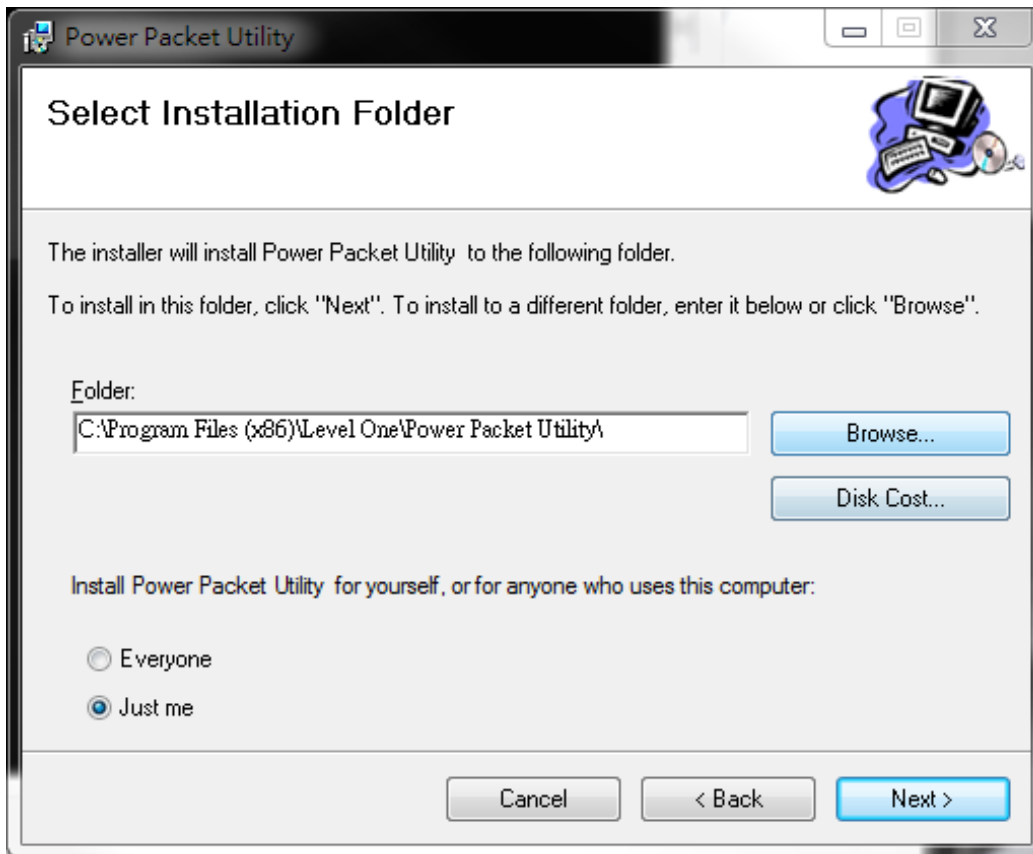 Power Packet Utility
Select Installation Folder
The installer will install Power Packet Utility to the following folder.
To install in this folder, click "Next". To install to a different folder, enter it below or click "Browse".
Folder:
C:\Program Files (x86)\Level One\Power Packet Utility\
Browse...
Disk Cost...
Install Power Packet Utility for yourself, or for anyone who uses this computer:
Everyone
Just me
Cancel
< Back
Next >